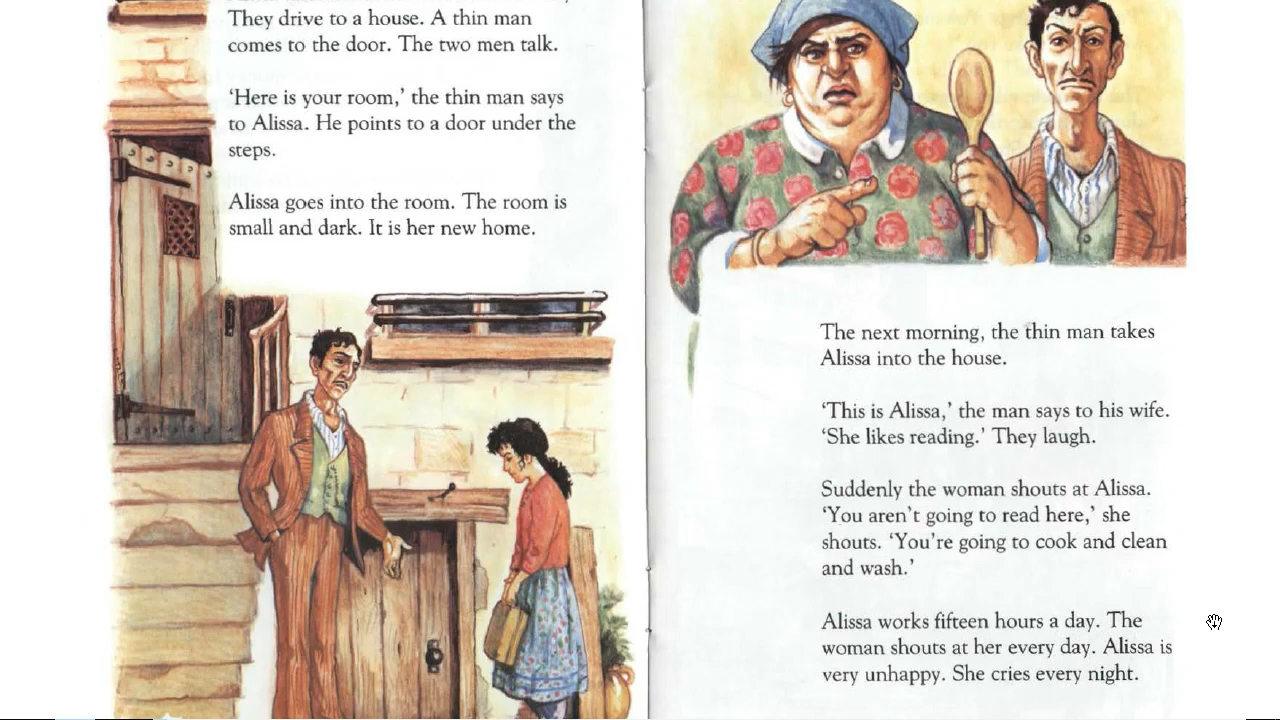 They drive to a house. A thin man
comes to the door. The two men talk.
‘Here is your room,’ the thin man says
to Alissa. He points to a door under the
steps.
Alissa goes into the room. The room is
small and dark. It is her new home.
The next morning, the thin man takes
Alissa into the house.
‘This is Alissa,’ the man says to his wife.
‘She likes reading.’ They laugh.
Suddenly the woman shouts at Alissa.
‘You aren’t going to read here,’ she
shouts. ‘You’re going to cook and clean
and wash.’
Alissa works fifteen hours a day. The
woman shouts at her every day. Alissa is
very unhappy. She cries every night.